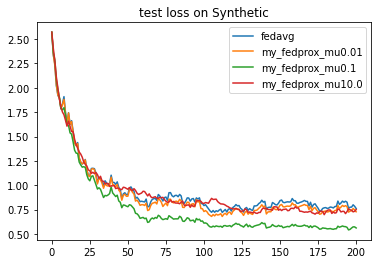 test loss on Synthetic
fedavg
my_fedprox_mu0.01
my_fedprox_mu0.1
my_fedprox_mu10.0
2.50
2.25
2.00
1.75
1.50
1.25
1.00
0.75
0.50
0 25 50 75 100 125 150 175 200